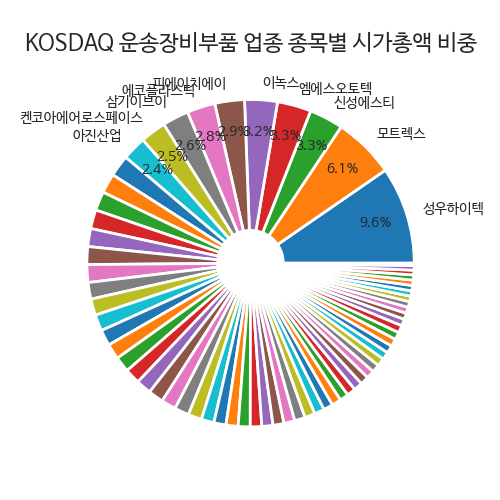 KOSDAQ 운송장비부품 업종 종목별 시가총액 비중
피에이치에이
이녹스
에코플라스틱
엠에스오토텍
삼기이브이
신성에스티
켄코아에어로스페이스
모트렉스
아진산업
성우하이텍
2.4%
2.5%
2.6%
2.8%
2.9%
3.2%
3.3%
3.3%
6.1%
9.6%